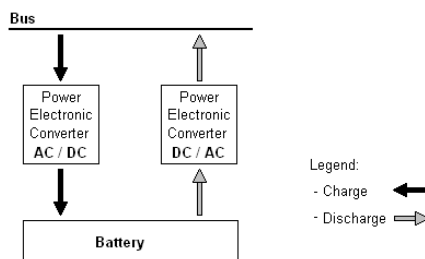 Bus
Power
Electronic
Converter
AC / DC
Power
Electronic
Converter
DC / AC
Legend:
- Charge
- Discharge
Battery